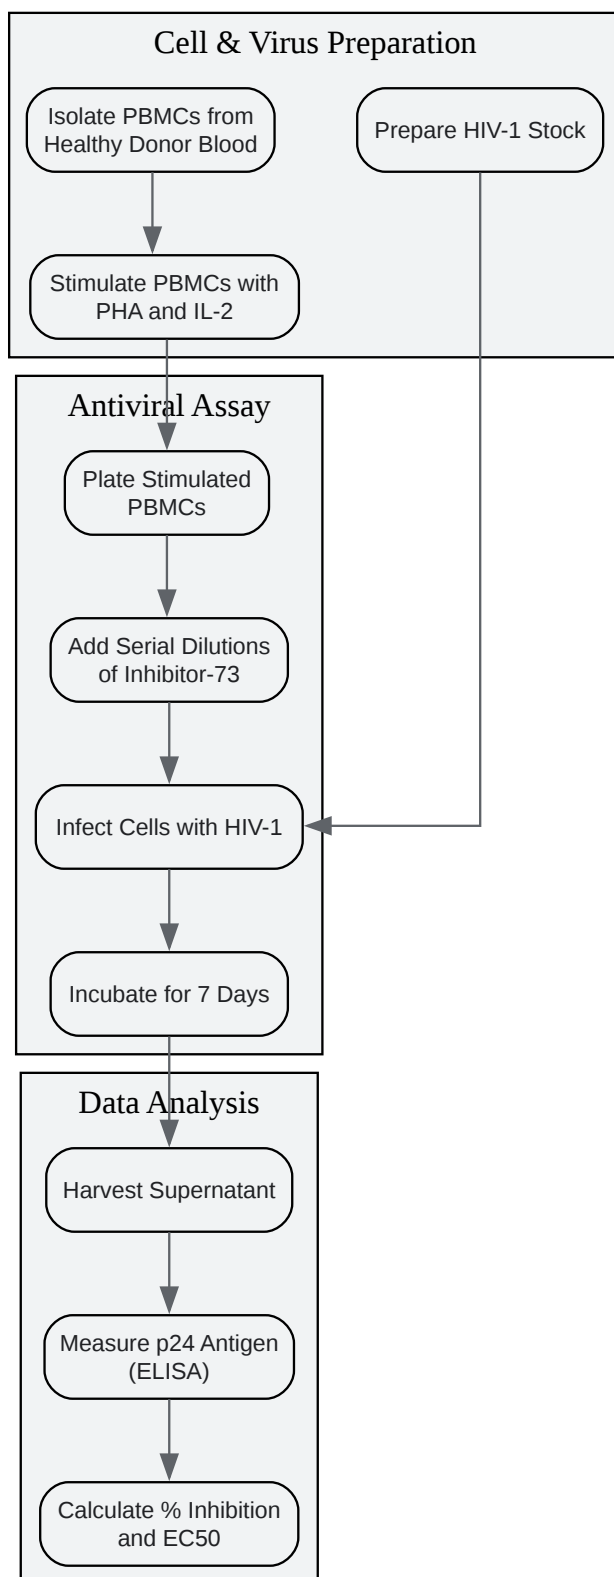 Cell & Virus Preparation
Isolate PBMCs from
Healthy Donor Blood
Prepare HIV-1 Stock
Stimulate PBMCs with
PHA and IL-2
Antiviral Assay
Plate Stimulated
PBMCs
Add Serial Dilutions
of Inhibitor-73
Infect Cells with HIV-1
Incubate for 7 Days
Data Analysis
Harvest Supernatant
Measure p24 Antigen
(ELISA)
Calculate % Inhibition
and EC50